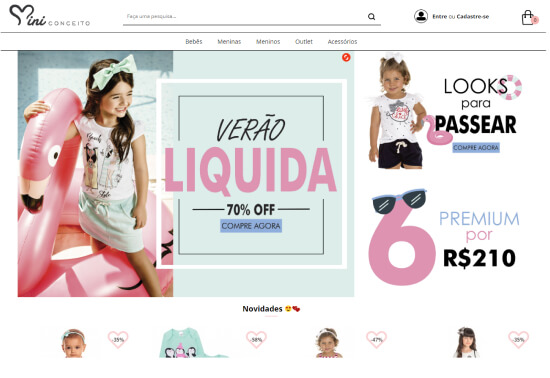 Mini CONCEITO
Faça uma pesquisa...
Entre ou Cadastre-se
0
Bebês Meninas Meninos Outlet Acessórios
VERÃO
LIQUIDA
70% OFF
COMPRE AGORA
LOOKS
para
PASSEAR
COMPRE AGORA
6 PREMIUM
por
R$210
Novidades 😍❤️
-35% -58% -47% -35%